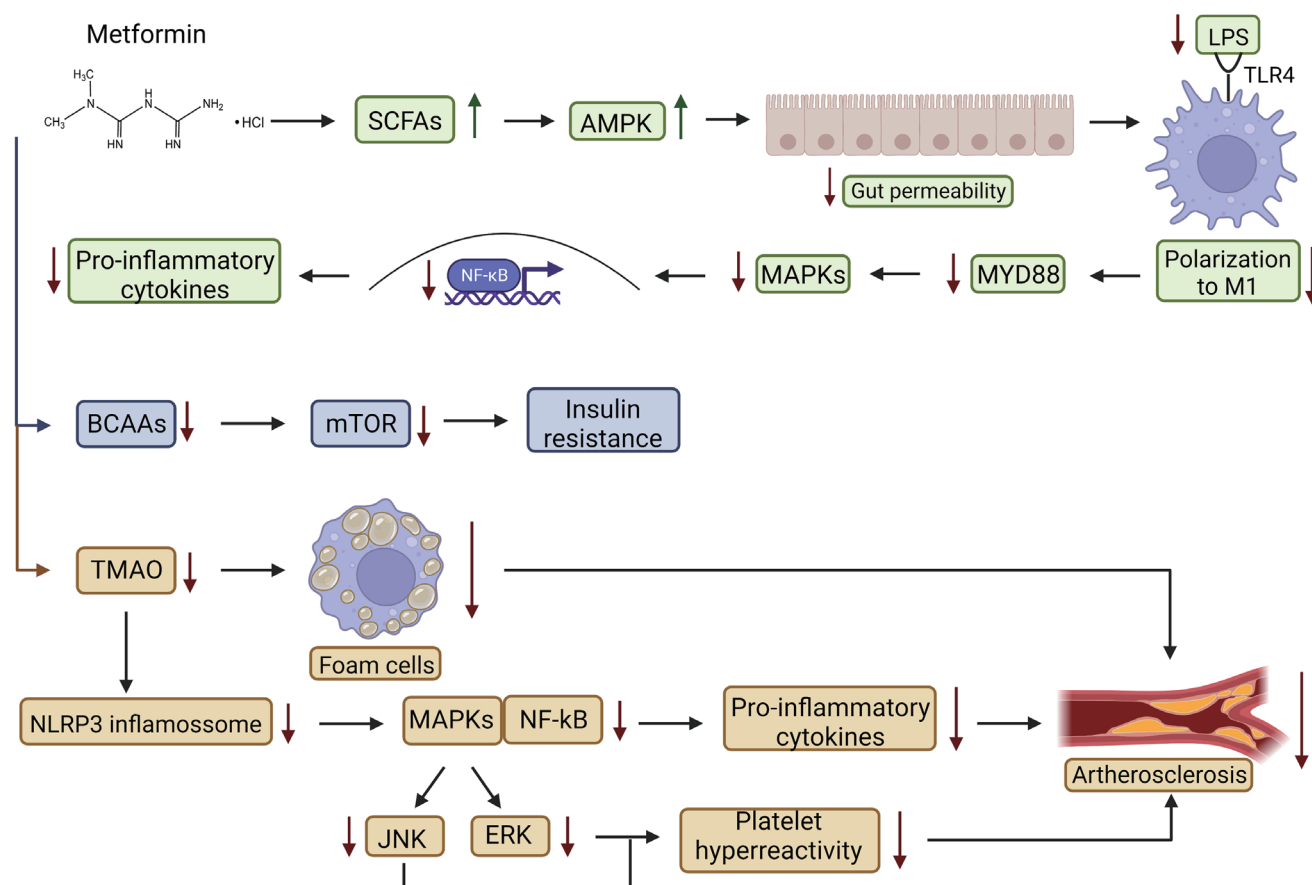 Metformin
H₃C
N
CH₃
H
N
NH₂
HN
HN
•HCl
SCFAs
AMPK
Gut permeability
LPS
TLR4
Pro-inflammatory
cytokines
NF-κB
MAPKs
MYD88
Polarization
to M1
BCAAs
mTOR
Insulin
resistance
TMAO
Foam cells
NLRP3 inflamossome
MAPKs
NF-kB
Pro-inflammatory
cytokines
Artherosclerosis
JNK
ERK
Platelet
hyperreactivity